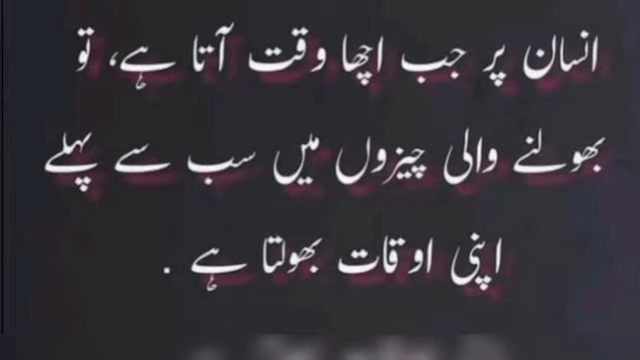 انسان پر جب اچھا وقت آتا ہے، تو
بھولنے والی چیزوں میں سب سے پہلے
اپنی اوقات بھولتا ہے .